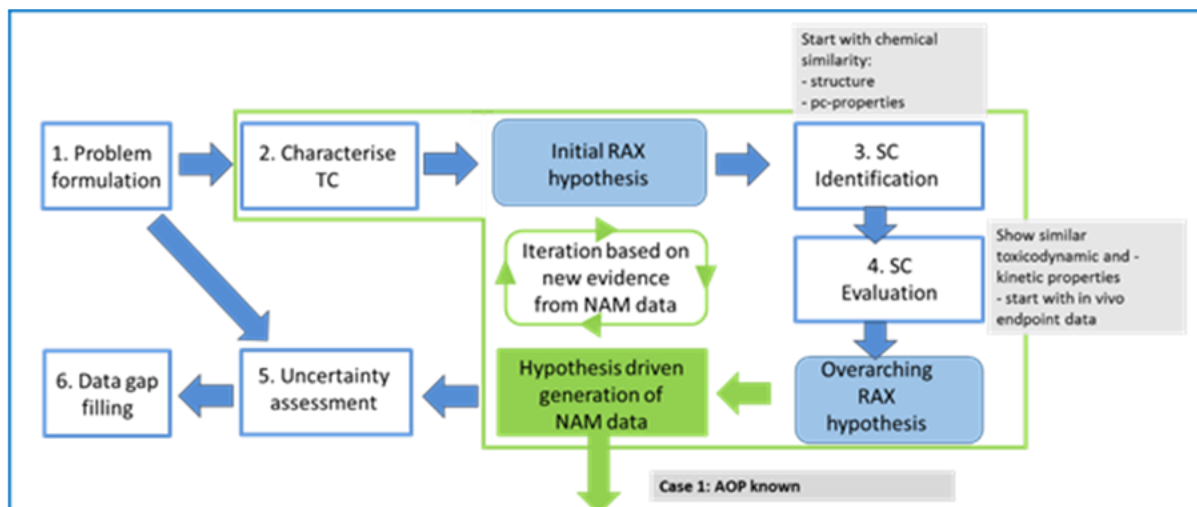 Start with chemical
similarity:
- structure
- pc-properties
1. Problem
formulation
2. Characterise
TC
Initial RAX
hypothesis
3. SC
Identification
Iteration based on
new evidence
from NAM data
4. SC
Evaluation
Show similar
toxicodynamic and -
kinetic properties
- start with in vivo
endpoint data
6. Data gap
filling
5. Uncertainty
assessment
Hypothesis driven
generation of
NAM data
Overarching
RAX
hypothesis
Case 1: AOP known